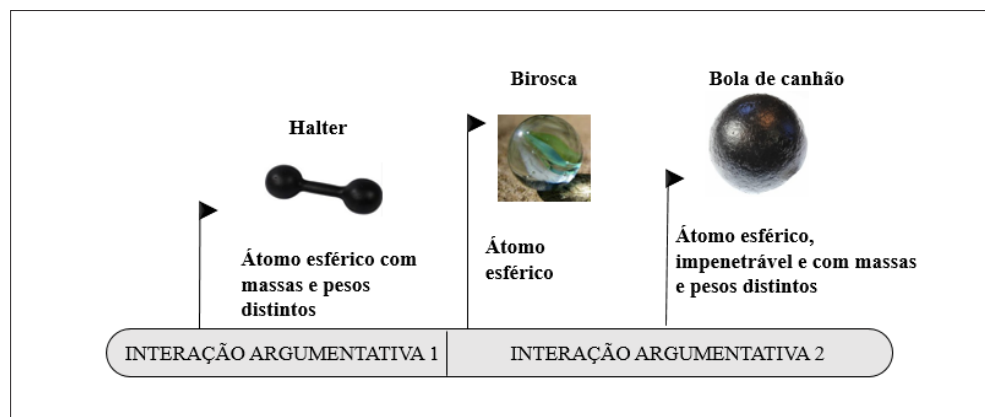 Halter
Átomo esférico com
massas e pesos
distintos
Birosca
Átomo
esférico
Bola de canhão
Átomo esférico,
impenetrável e com massas
e pesos distintos
INTERAÇÃO ARGUMENTATIVA 1
INTERAÇÃO ARGUMENTATIVA 2